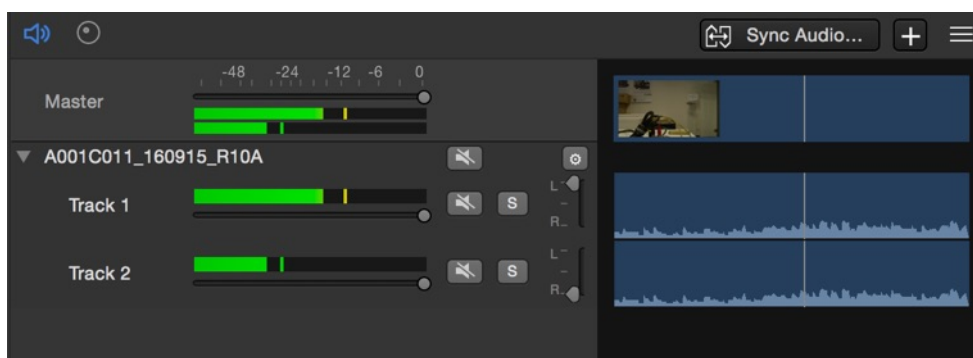 Sync Audio...
-48 -24 -12 -6 0
Master
A001C011_160915_R10A
Track 1 S L
R
Track 2 S L
R